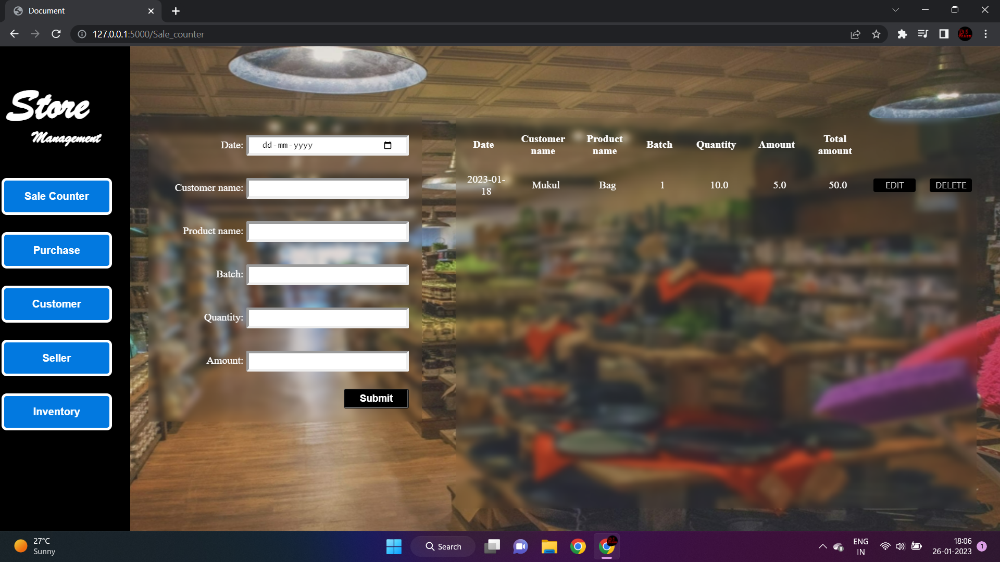 Document
127.0.0.1:5000/Sale_counter
Store
Management
Sale Counter
Purchase
Customer
Seller
Inventory
Date: dd-mm-yyyy
Customer name:
Product name:
Batch:
Quantity:
Amount:
Submit
Date Customer name Product name Batch Quantity Amount Total amount
2023-01-18 Mukul Bag 1 10.0 5.0 50.0 EDIT DELETE
27°C
Sunny
Search
ENG
IN
18:06
26-01-2023
1